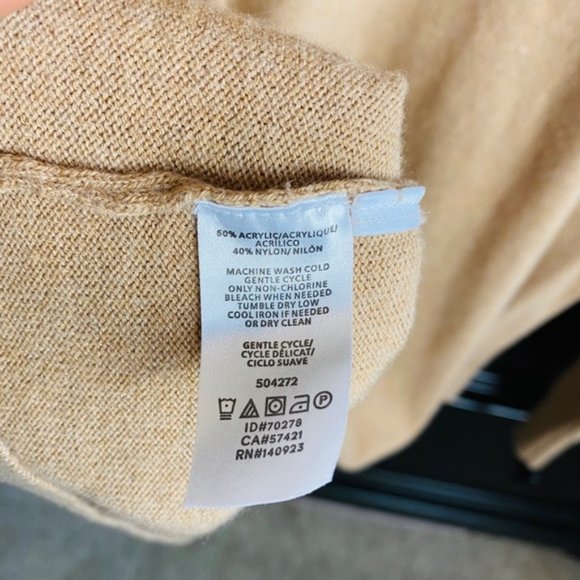 50% ACRYLIC/ACRYLIQUE/
ACRÍLICO
40% NYLON/ NILÓN
MACHINE WASH COLD
GENTLE CYCLE
ONLY NON-CHLORINE
BLEACH WHEN NEEDED
TUMBLE DRY LOW
COOL IRON IF NEEDED
OR DRY CLEAN
GENTLE CYCLE/
CYCLE DÉLICAT/
CICLO SUAVE
504272
P
ID#70278
CA#57421
RN#140923